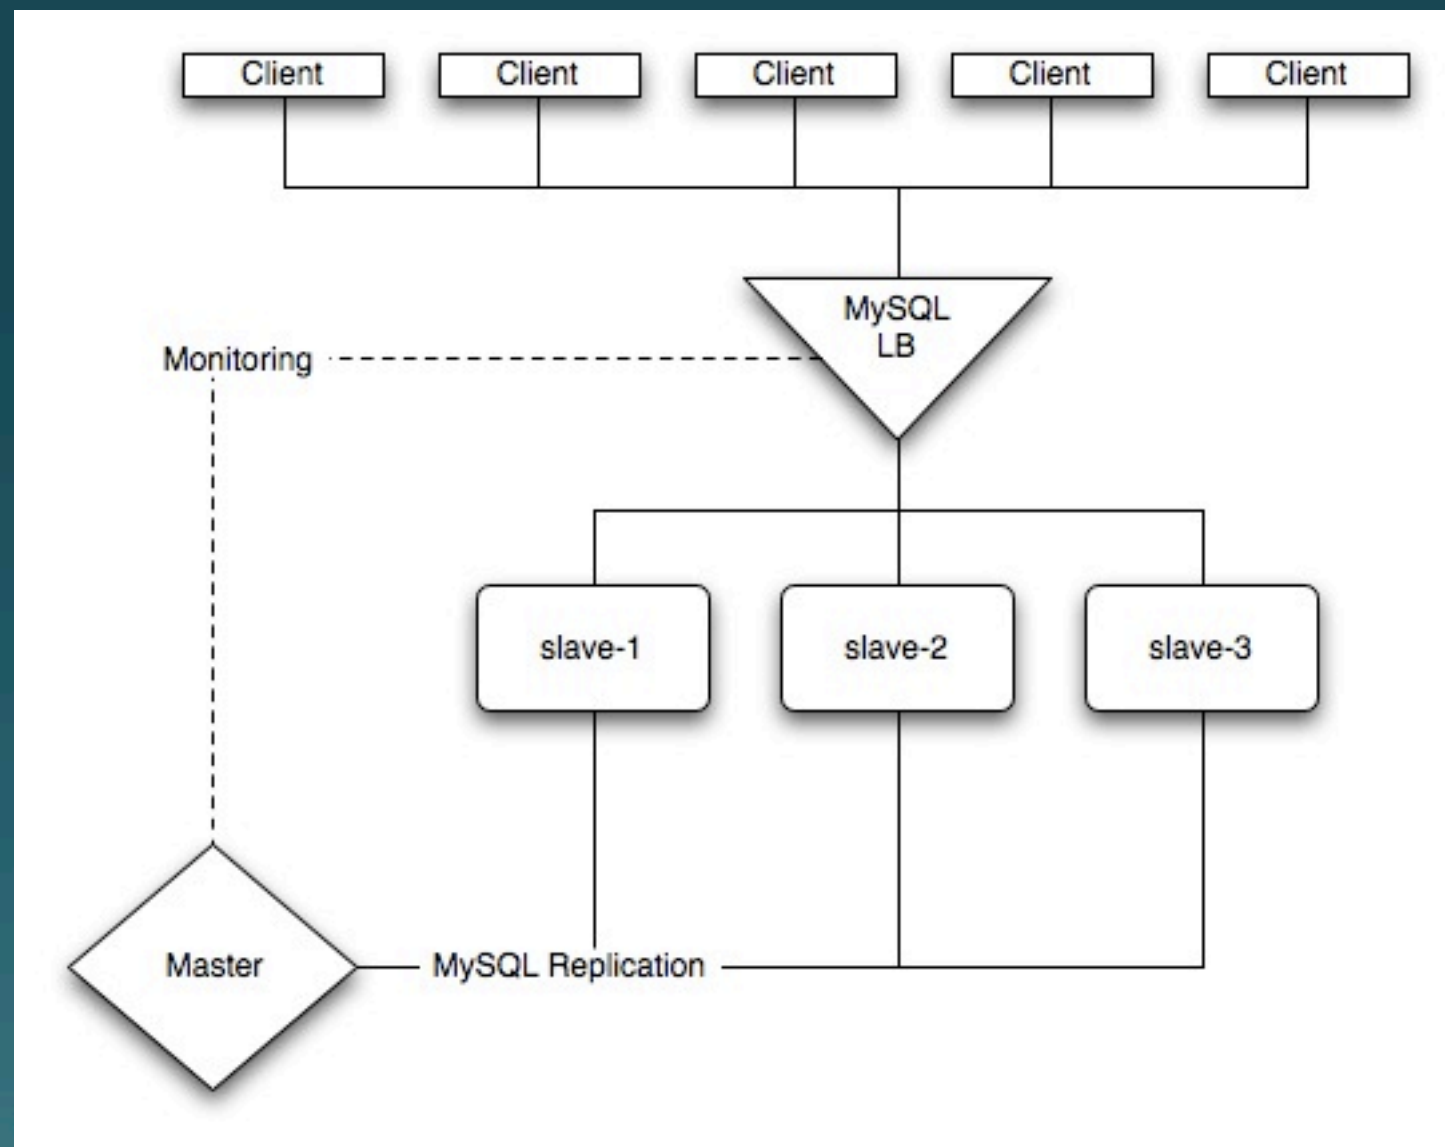 Client
Client
Client
Client
Client
MySQL
LB
Monitoring
slave-1
slave-2
slave-3
Master
MySQL Replication